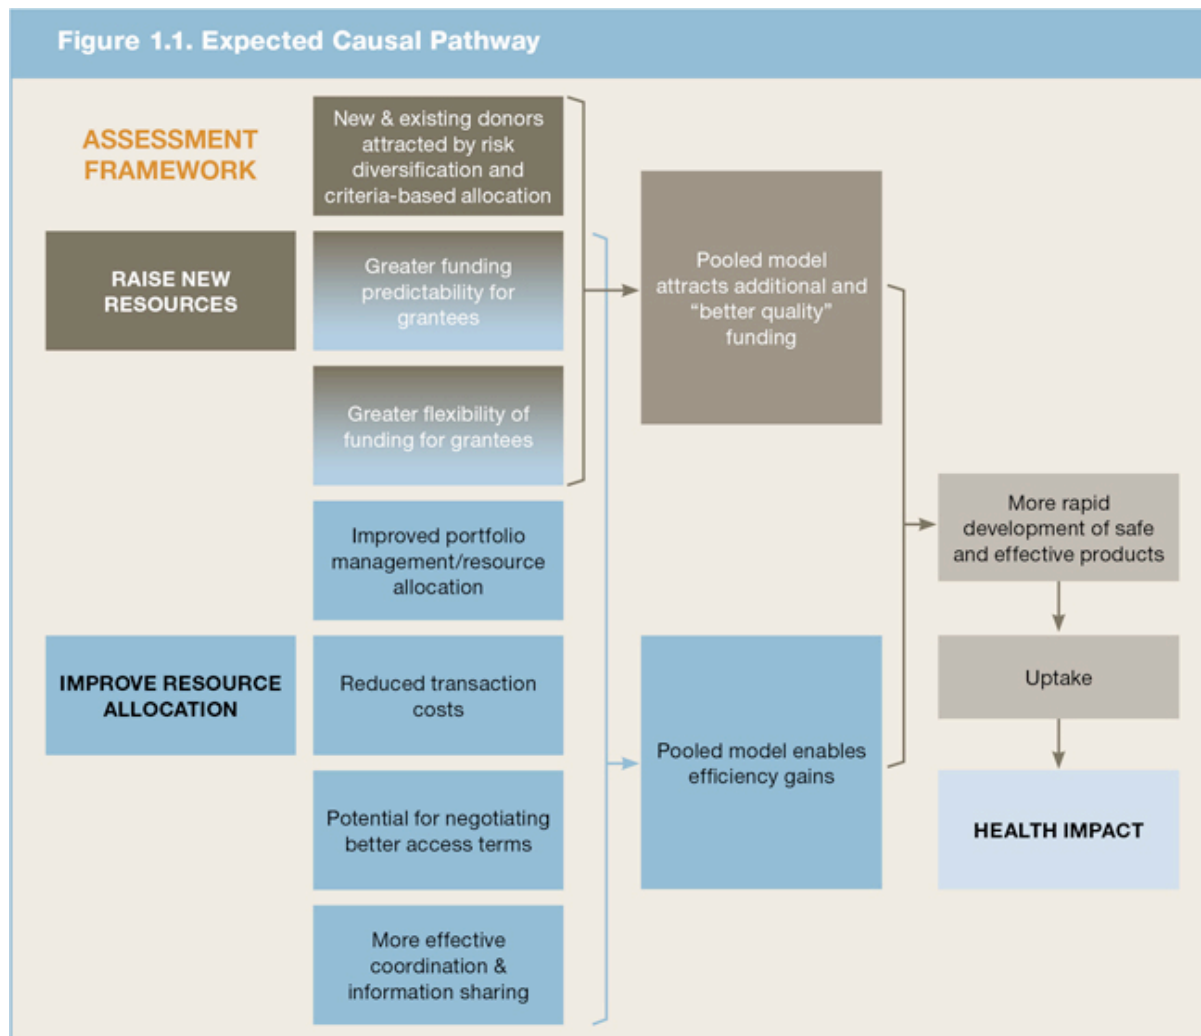 Figure 1.1. Expected Causal Pathway
ASSESSMENT
FRAMEWORK
New & existing donors
attracted by risk
diversification and
criteria-based allocation
RAISE NEW
RESOURCES
Greater funding
predictability for
grantees
Greater flexibility of
funding for grantees
Pooled model
attracts additional and
“better quality”
funding
Improved portfolio
management/resource
allocation
IMPROVE RESOURCE
ALLOCATION
Reduced transaction
costs
Potential for negotiating
better access terms
More effective
coordination &
information sharing
Pooled model enables
efficiency gains
More rapid
development of safe
and effective products
Uptake
HEALTH IMPACT